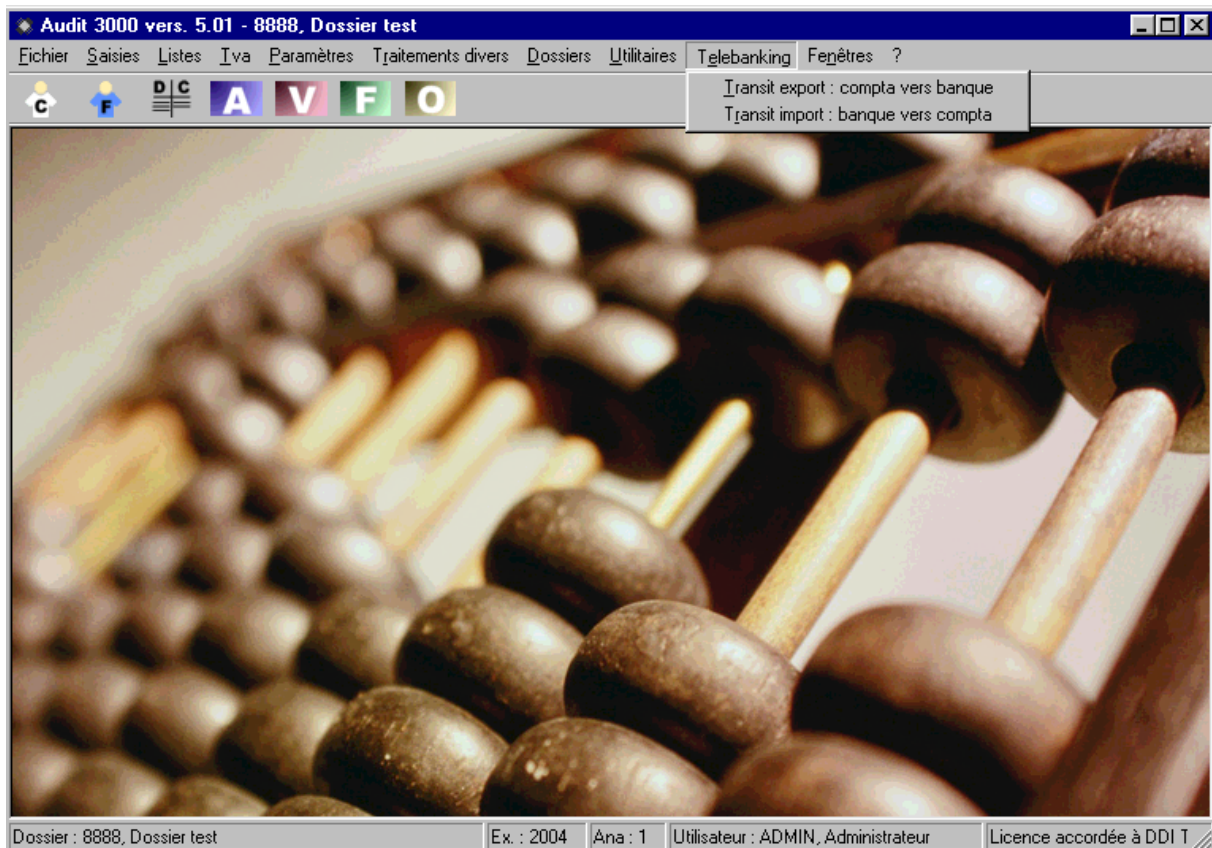 Audit 3000 vers. 5.01 - 8888, Dossier test
Fichier Saisies Listes Tva Paramètres Traitements divers Dossiers Utilitaires Telebanking Fenêtres ?
Transit export : compta vers banque
Transit import : banque vers compta
C F D C A V F O
Dossier : 8888, Dossier test Ex. : 2004 Ana : 1 Utilisateur : ADMIN, Administrateur Licence accordée à DDI T